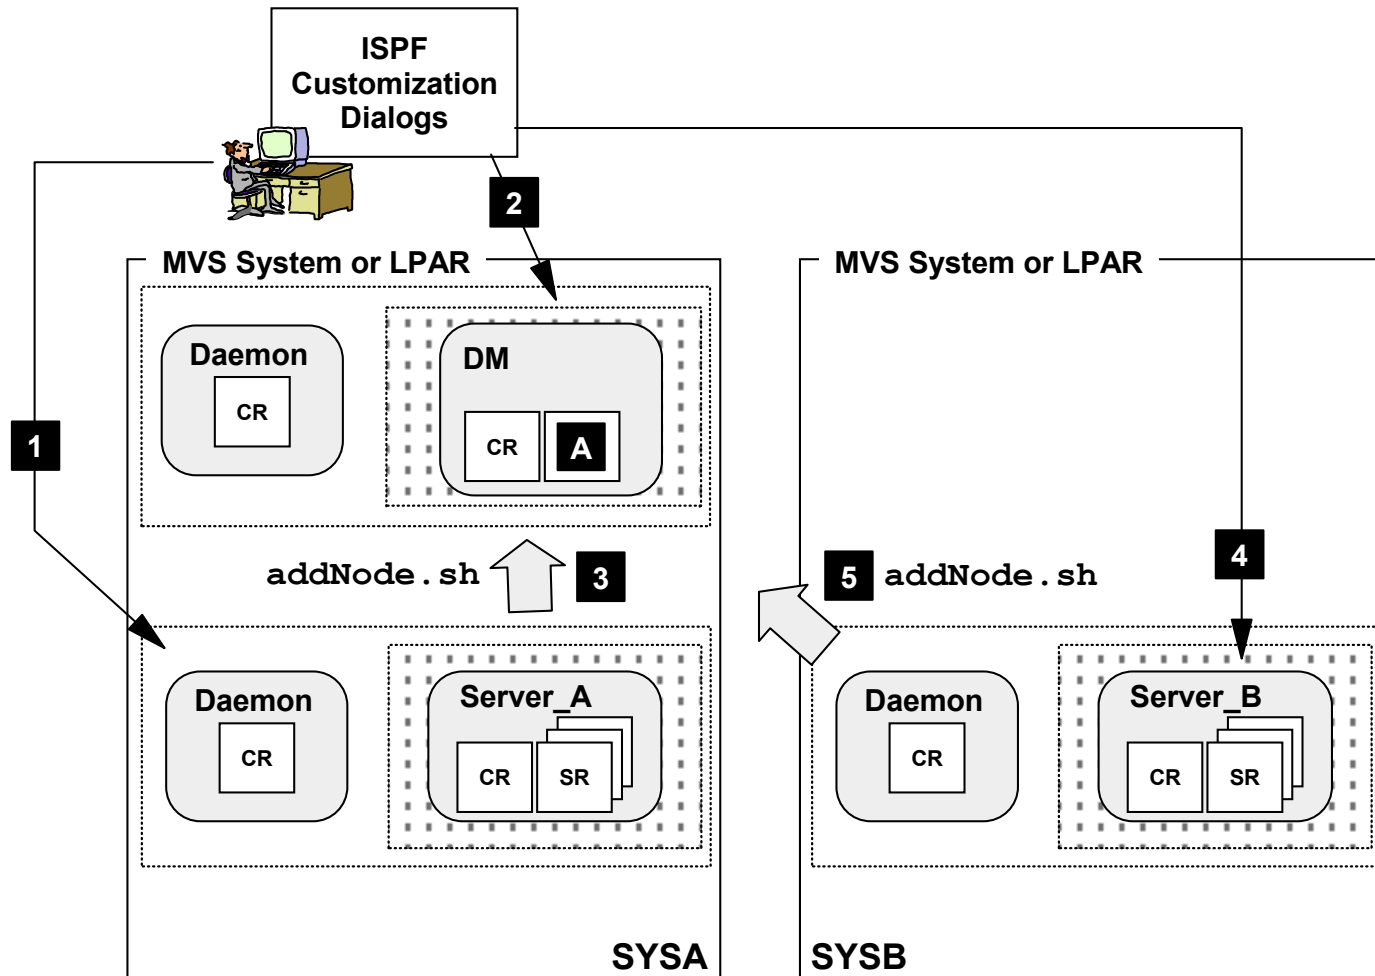 ISPF
Customization
Dialogs
2
MVS System or LPAR
MVS System or LPAR
Daemon
CR
DM
CR
A
1
addNode.sh
3
5
addNode.sh
4
Daemon
CR
Server_A
CR
SR
Daemon
CR
Server_B
CR
SR
SYSA
SYSB